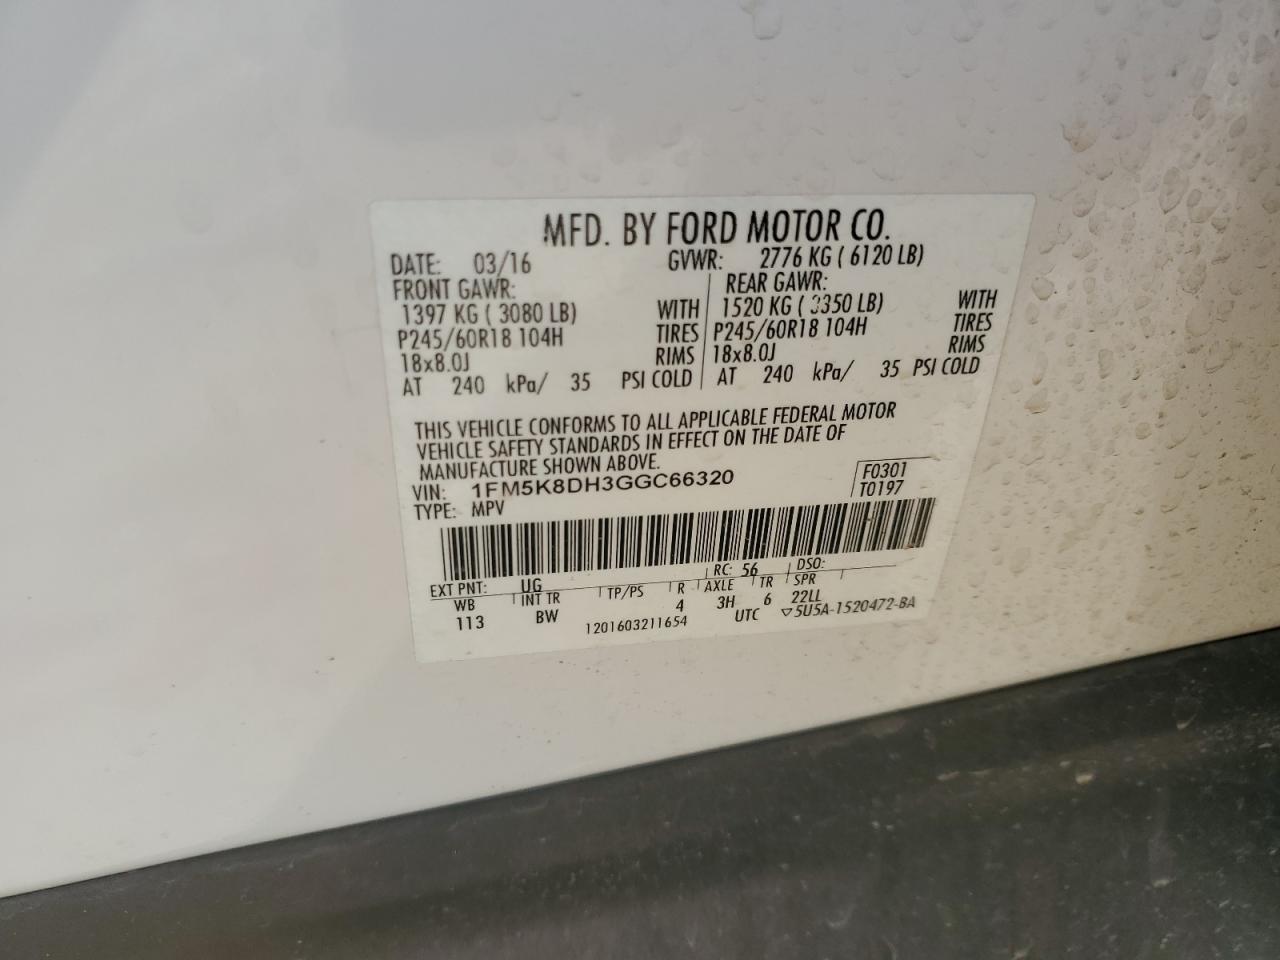 MFD. BY FORD MOTOR CO.
DATE: 03/16 GVWR: 2776 KG ( 6120 LB)
FRONT GAWR: REAR GAWR:
1397 KG ( 3080 LB) WITH 1520 KG ( 3350 LB) WITH
P245/60R18 104H TIRES P245/60R18 104H TIRES
18x8.0J RIMS 18x8.0J RIMS
AT 240 kPa/ 35 PSI COLD AT 240 kPa/ 35 PSI COLD
THIS VEHICLE CONFORMS TO ALL APPLICABLE FEDERAL MOTOR
VEHICLE SAFETY STANDARDS IN EFFECT ON THE DATE OF
MANUFACTURE SHOWN ABOVE.
VIN: 1FM5K8DH3GGC66320 F0301
TYPE: MPV T0197
EXT PNT: UG RC: 56 DSO:
WB INT TR TP/PS R AXLE TR SPR
113 BW 4 3H 6 22LL
1201603211654 UTC ▽5U5A-1520472-BA